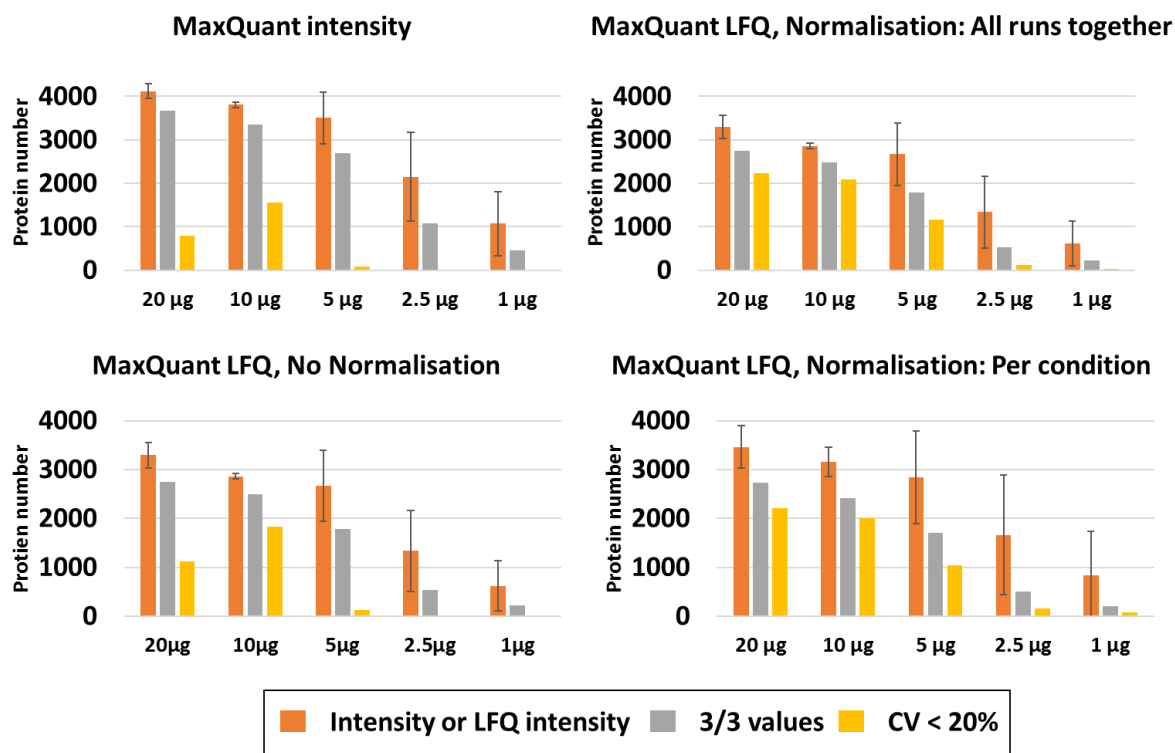 MaxQuant intensity
Protein number
4000
3000
2000
1000
0
20 µg 10 µg 5 µg 2.5 µg 1 µg
MaxQuant LFQ, Normalisation: All runs together
Protein number
4000
3000
2000
1000
0
20 µg 10 µg 5 µg 2.5 µg 1 µg
MaxQuant LFQ, No Normalisation
Protien number
4000
3000
2000
1000
0
20µg 10µg 5µg 2.5µg 1µg
MaxQuant LFQ, Normalisation: Per condition
Protein number
4000
3000
2000
1000
0
20 µg 10 µg 5 µg 2.5 µg 1 µg
Intensity or LFQ intensity 3/3 values CV < 20%